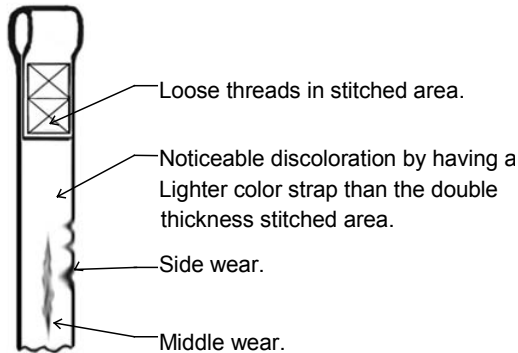 Loose threads in stitched area.
Noticeable discoloration by having a
Lighter color strap than the double
thickness stitched area.
Side wear.
Middle wear.